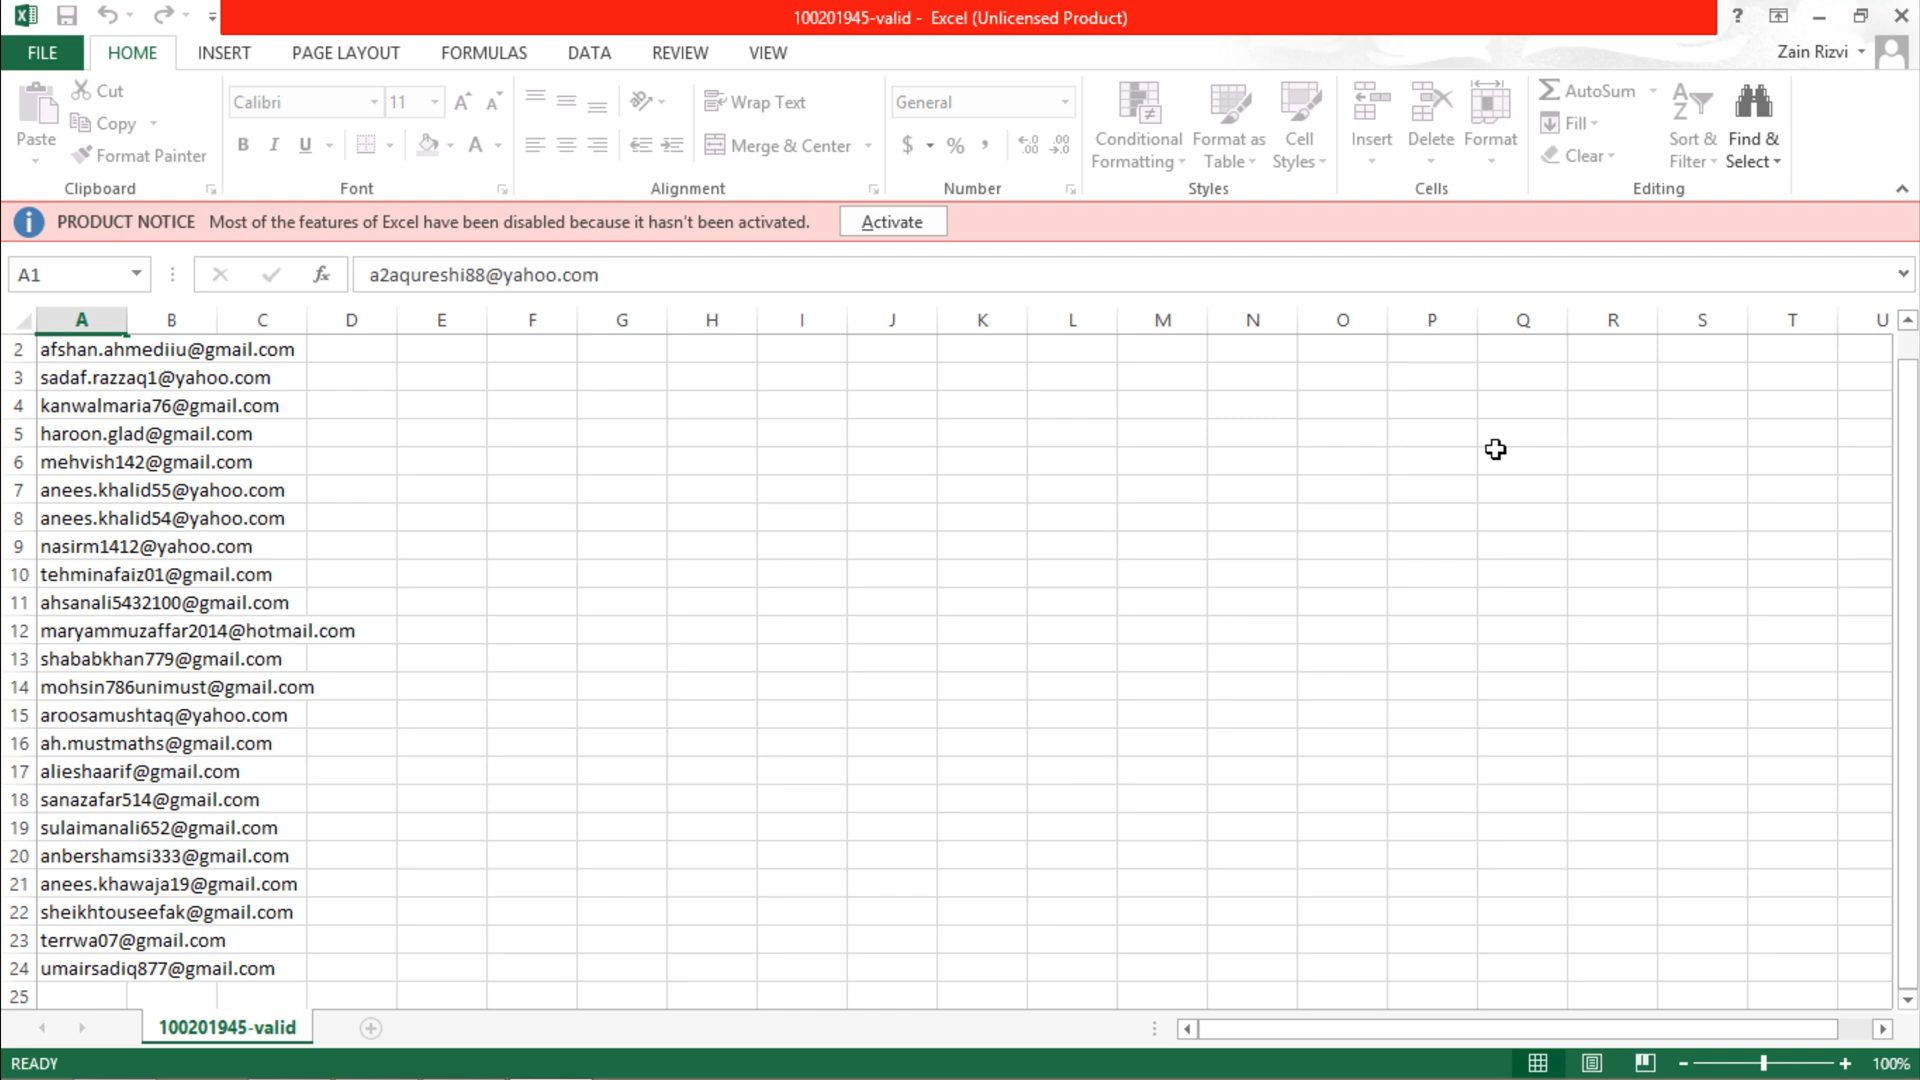 100201945-valid - Excel (Unlicensed Product)
?
FILE HOME INSERT PAGE LAYOUT FORMULAS DATA REVIEW VIEW Zain Rizvi
Paste
Cut
Copy
Format Painter
Clipboard
Calibri 11
B I U A
Font
Wrap Text
Merge & Center
Alignment
General
$ % ,
Number
Conditional Formatting
Format as Table
Cell Styles
Styles
Insert Delete Format
Cells
AutoSum
Fill
Clear
Sort & Filter
Find & Select
Editing
PRODUCT NOTICE Most of the features of Excel have been disabled because it hasn't been activated. Activate
A1 fx a2aqureshi88@yahoo.com
A B C D E F G H I J K L M N O P Q R S T U
2 afshan.ahmediiu@gmail.com
3 sadaf.razzaq1@yahoo.com
4 kanwalmaria76@gmail.com
5 haroon.glad@gmail.com
6 mehvish142@gmail.com
7 anees.khalid55@yahoo.com
8 anees.khalid54@yahoo.com
9 nasirm1412@yahoo.com
10 tehminafaiz01@gmail.com
11 ahsanali5432100@gmail.com
12 maryammuzaffar2014@hotmail.com
13 shababkhan779@gmail.com
14 mohsin786unimust@gmail.com
15 aroosamushtaq@yahoo.com
16 ah.mustmaths@gmail.com
17 alieshaarif@gmail.com
18 sanazafar514@gmail.com
19 sulaimanali652@gmail.com
20 anbershamsi333@gmail.com
21 anees.khawaja19@gmail.com
22 sheikhtouseefak@gmail.com
23 terrwa07@gmail.com
24 umairsadiq877@gmail.com
25
100201945-valid
READY 100%